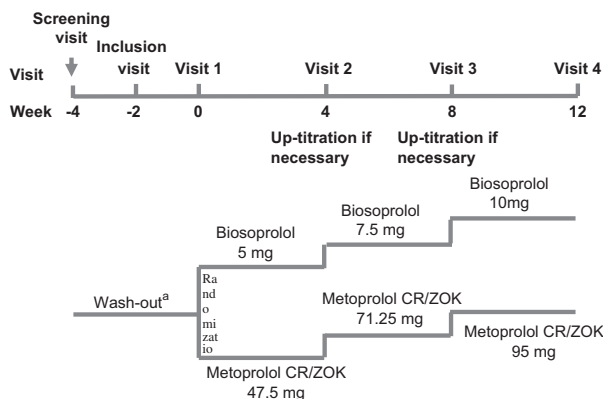 Screening
visit
Inclusion
visit
Visit
Visit 1
Visit 2
Visit 3
Visit 4
Week
-4
-2
0
4
8
12
Up-titration if
necessary
Up-titration if
necessary
Biosoprolol
10mg
Biosoprolol
7.5 mg
Biosoprolol
5 mg
Wash-outᵃ
Ra
nd
o
mi
zat
io
Metoprolol CR/ZOK
71.25 mg
Metoprolol CR/ZOK
95 mg
Metoprolol CR/ZOK
47.5 mg